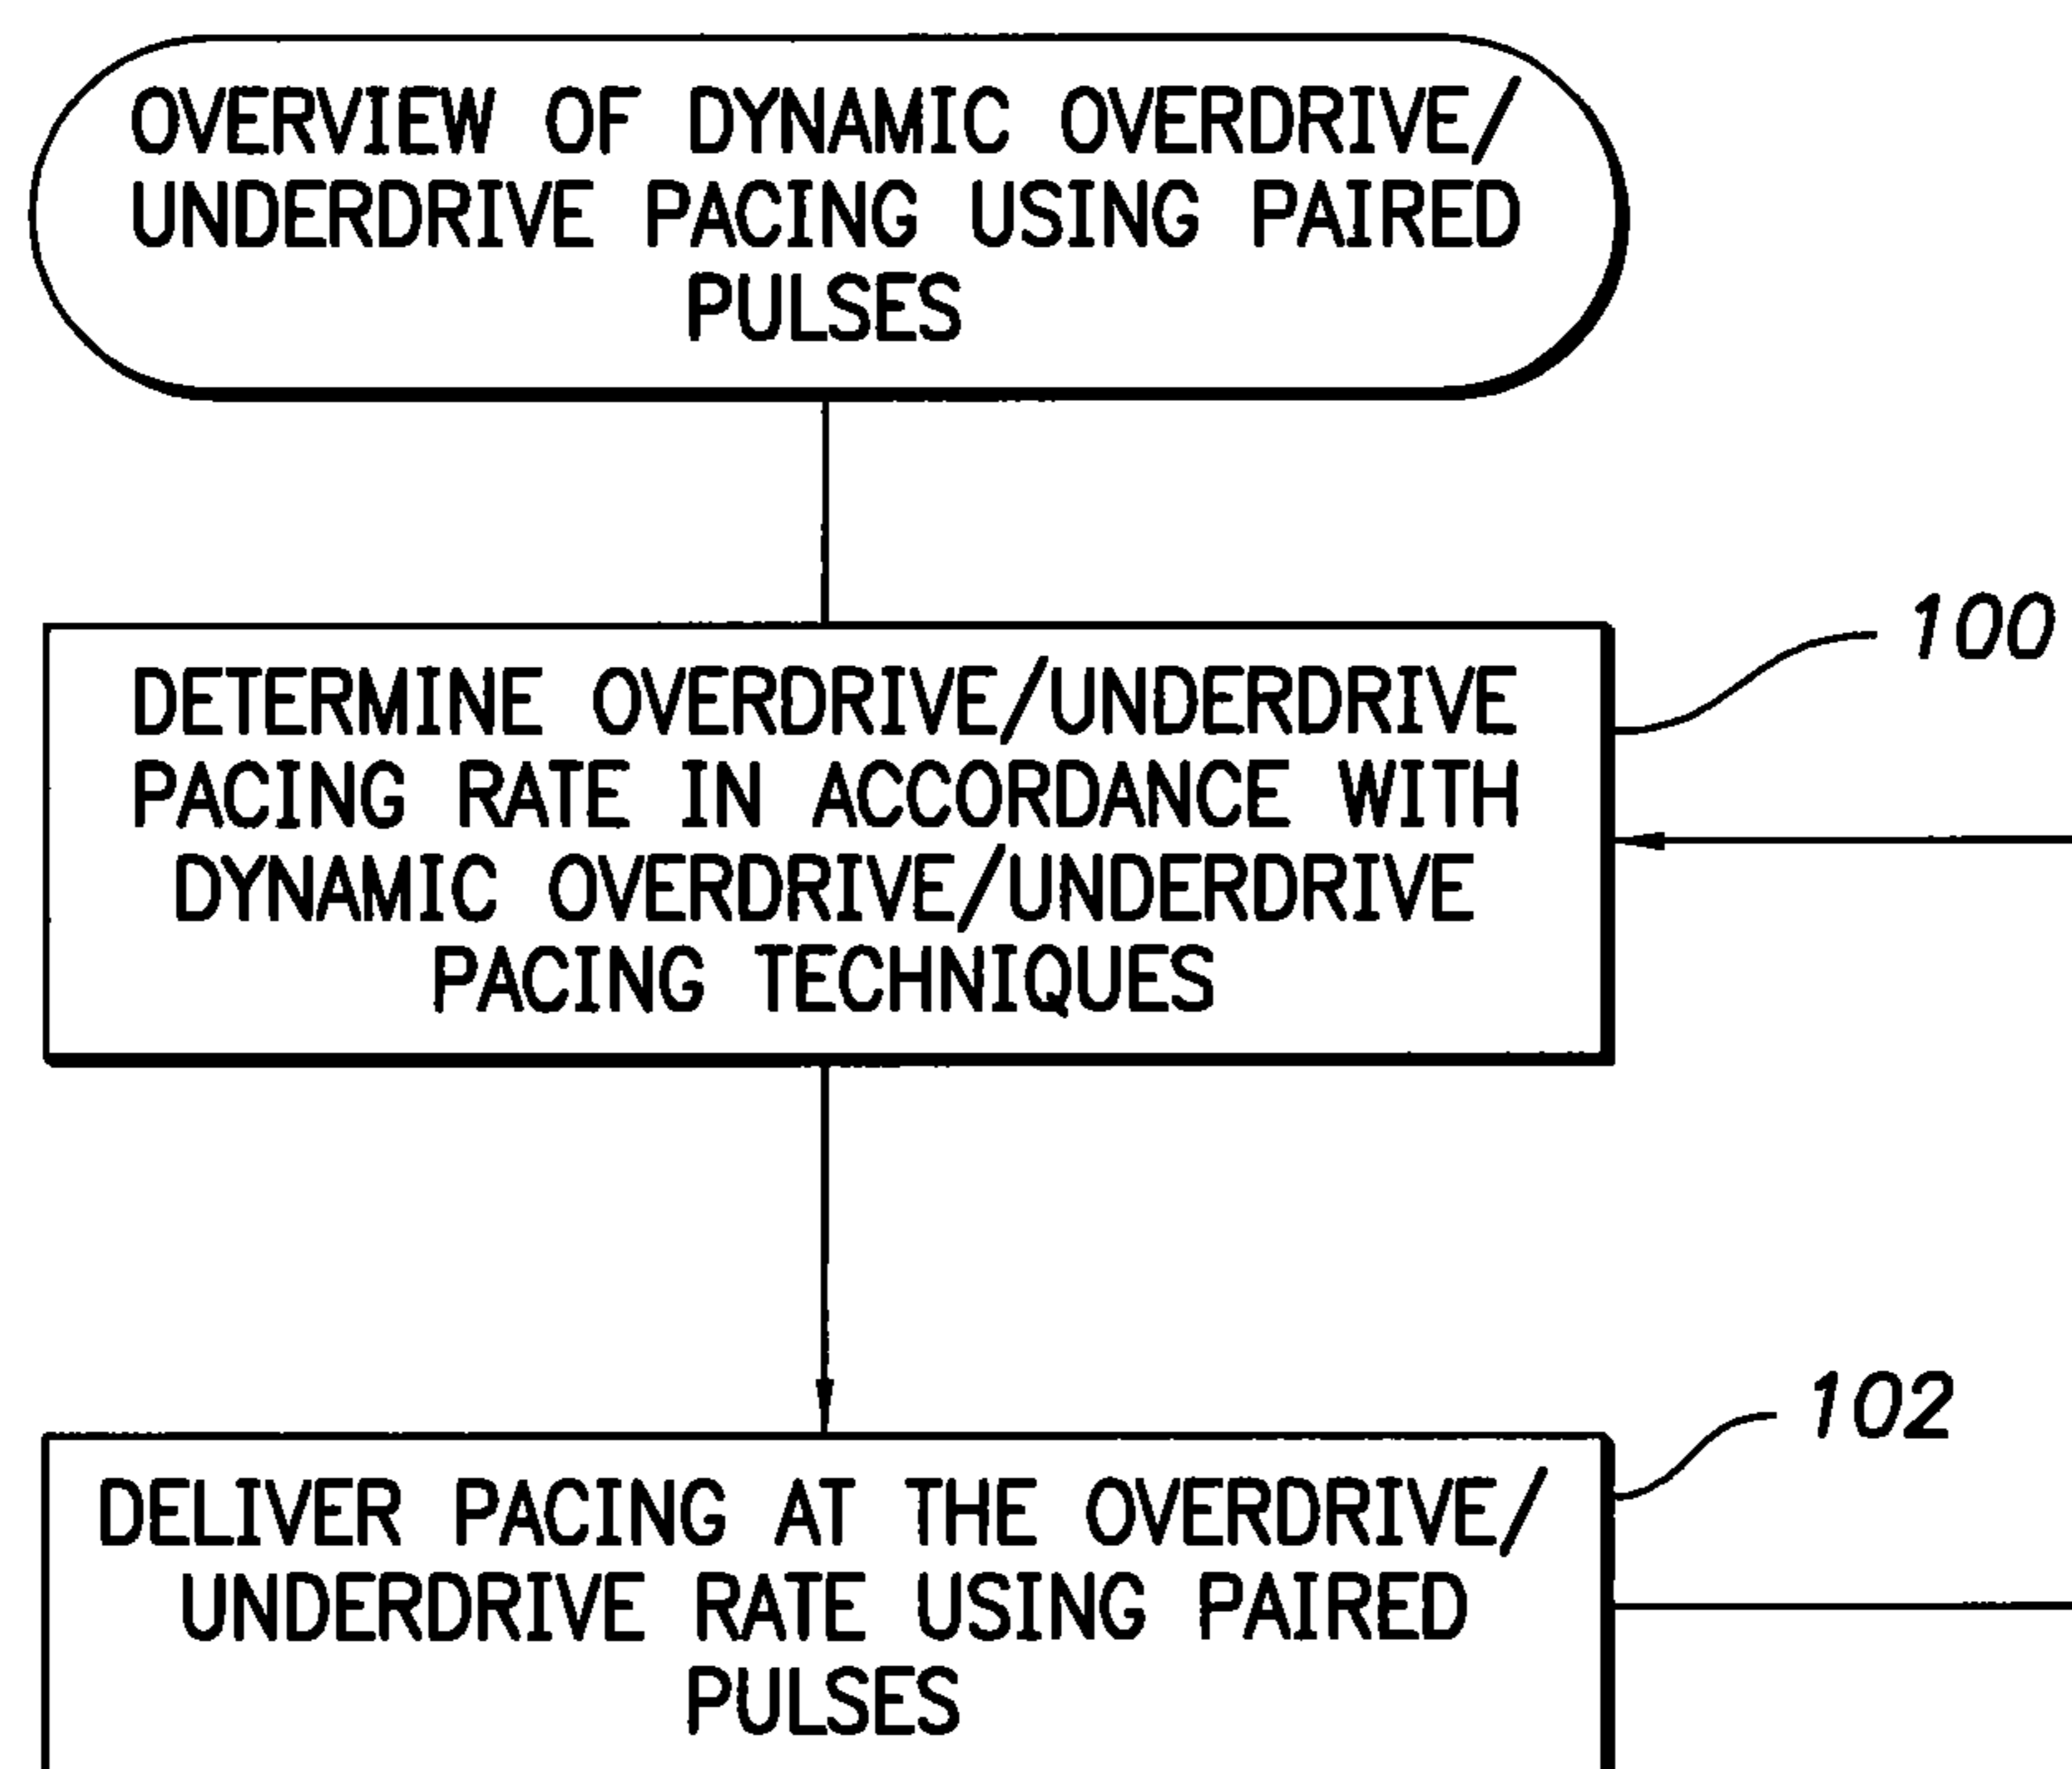 OVERVIEW OF DYNAMIC OVERDRIVE/
UNDERDRIVE PACING USING PAIRED
PULSES
100
DETERMINE OVERDRIVE/UNDERDRIVE
PACING RATE IN ACCORDANCE WITH
DYNAMIC OVERDRIVE/UNDERDRIVE
PACING TECHNIQUES
102
DELIVER PACING AT THE OVERDRIVE/
UNDERDRIVE RATE USING PAIRED
PULSES